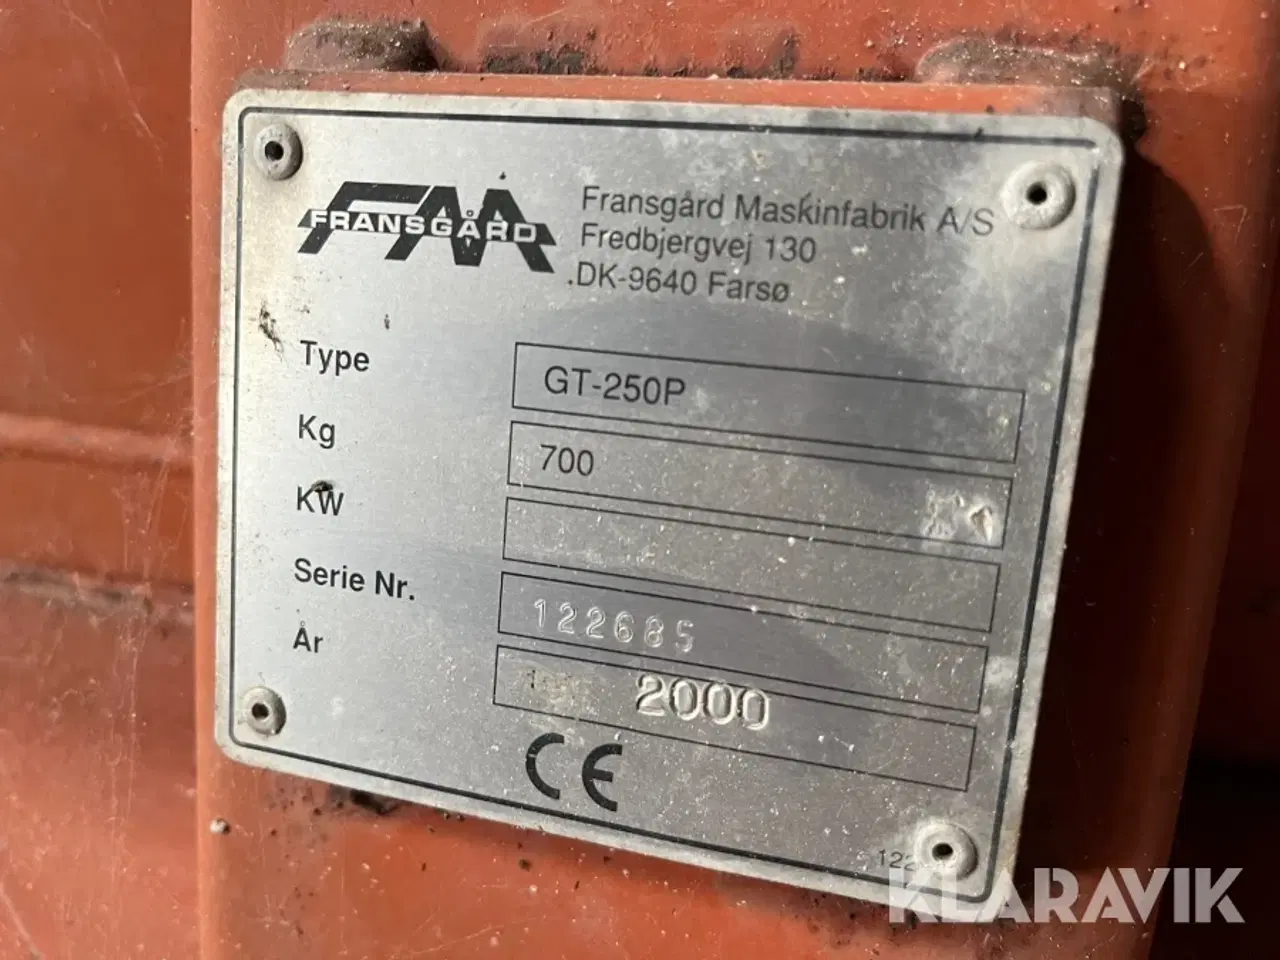 FRANSGÅRD
Fransgård Maskinfabrik A/S
Fredbjergvej 130
DK-9640 Farsø
Type GT-250P
Kg 700
KW
Serie Nr. 122685
År 2000
CE
KLARAVIK